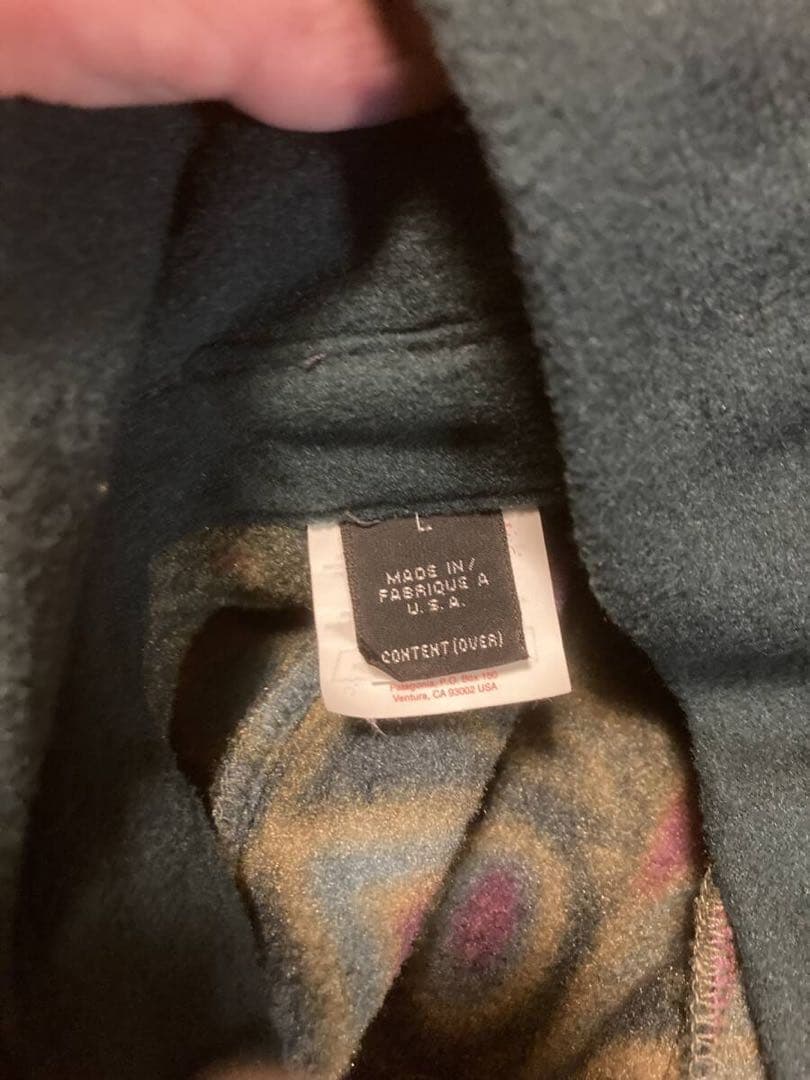 L.
MADE IN/
FABRIQUE A
U.S.A.
CONTENT (OVER)
Patagonia, P.O. Box 150
Ventura, CA 93002 USA